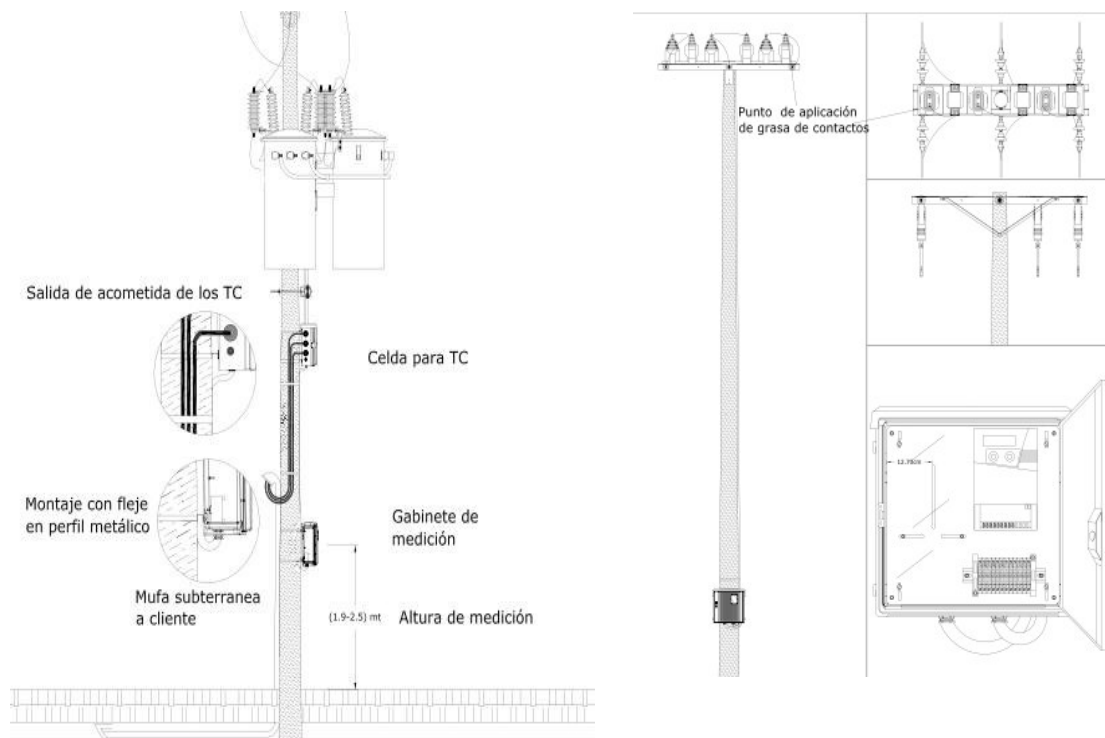 Salida de acometida de los TC
Celda para TC
Montaje con fleje
en perfil metálico
Gabinete de
medición
Mufa subterranea
a cliente
(1.9-2.5) mt
Altura de medición
Punto de aplicación
de grasa de contactos
12.70cm